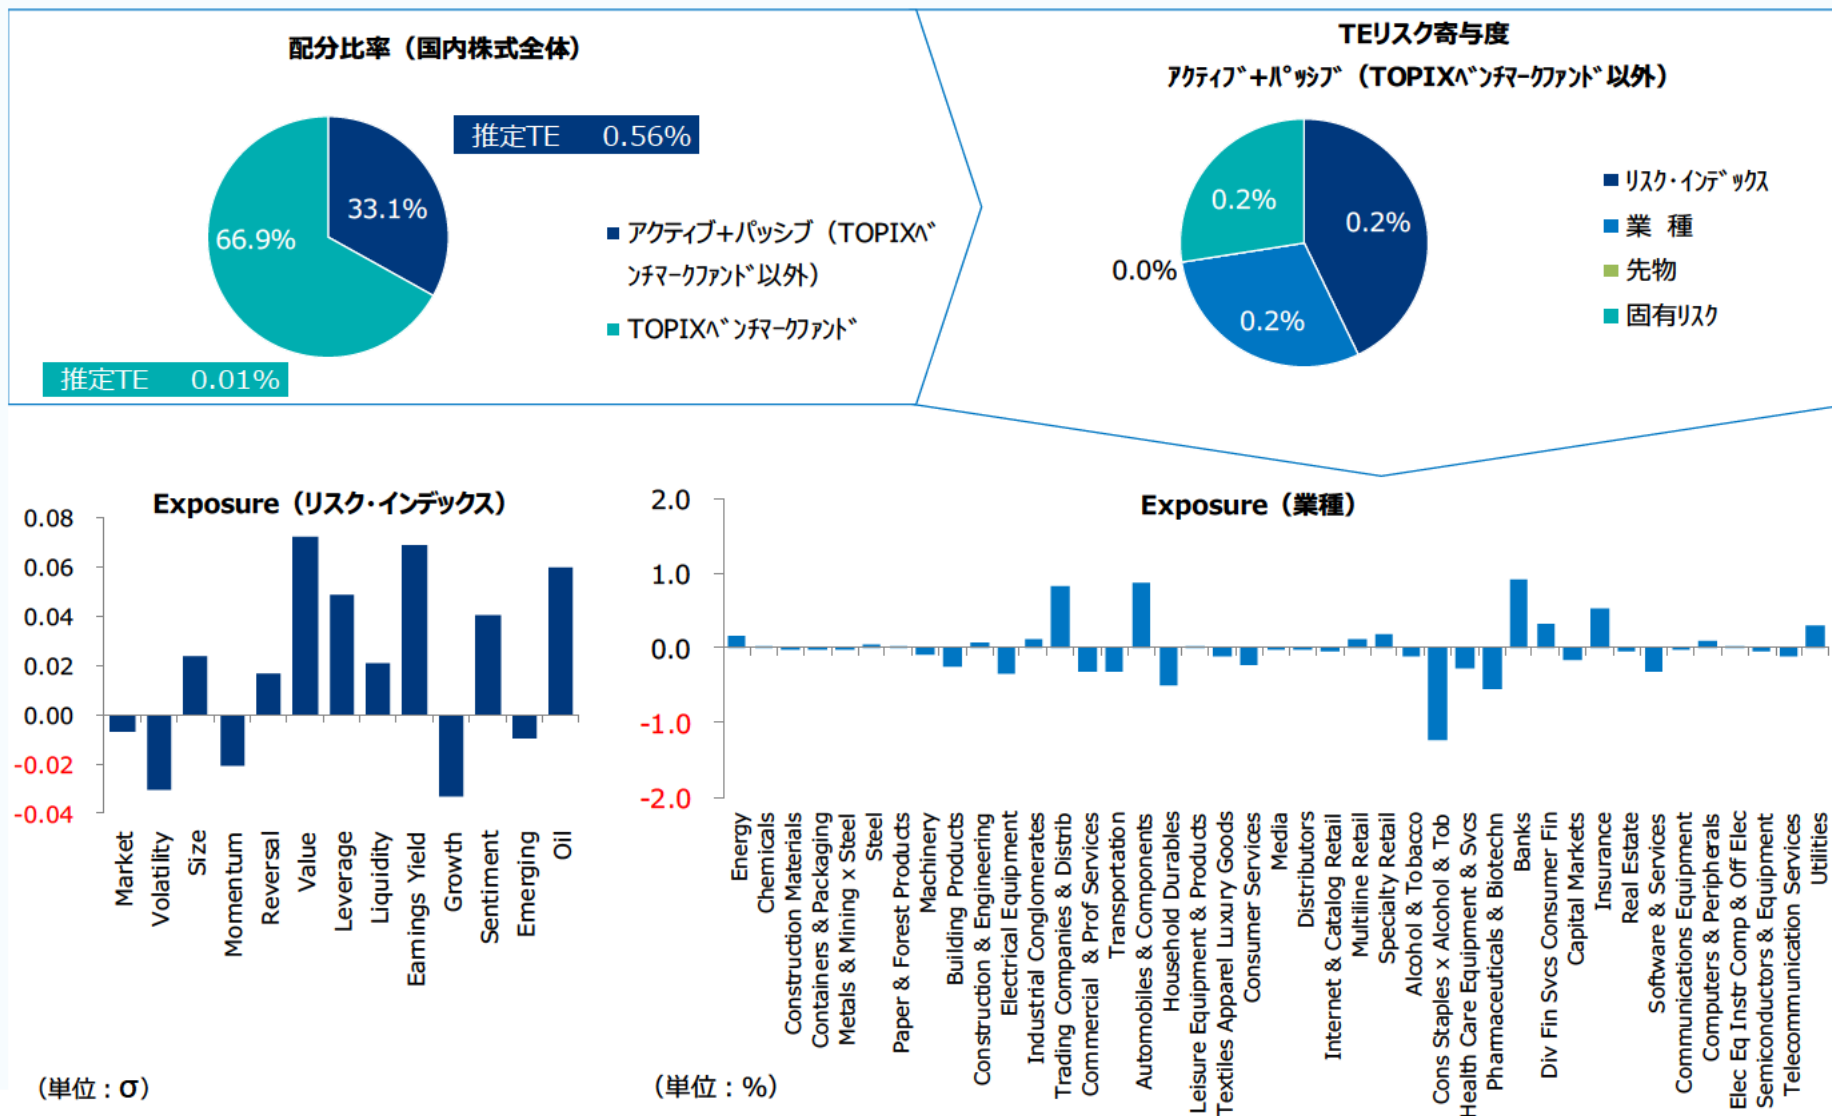 配分比率（国内株式全体）
推定TE 0.56%
33.1%
66.9%
アクティブ+パッシブ（TOPIXﾍﾞ
ﾝﾁﾏｰｸﾌｧﾝﾄﾞ以外）
TOPIXﾍﾞﾝﾁﾏｰｸﾌｧﾝﾄﾞ
推定TE 0.01%
TEリスク寄与度
ｱｸﾃｨﾌﾞ+ﾊﾟｯｼﾌﾞ（TOPIXﾍﾞﾝﾁﾏｰｸﾌｧﾝﾄﾞ以外）
0.2%
0.2%
0.0%
0.2%
ﾘｽｸ･ｲﾝﾃﾞｯｸｽ
業 種
先物
固有ﾘｽｸ
Exposure（リスク･インデックス）
0.08
0.06
0.04
0.02
0.00
-0.02
-0.04
Market
Volatility
Size
Momentum
Reversal
Value
Leverage
Liquidity
Earnings Yield
Growth
Sentiment
Emerging
Oil
（単位：σ）
Exposure（業種）
2.0
1.0
0.0
-1.0
-2.0
Energy
Chemicals
Construction Materials
Containers & Packaging
Metals & Mining x Steel
Steel
Paper & Forest Products
Machinery
Building Products
Construction & Engineering
Electrical Equipment
Industrial Conglomerates
Trading Companies & Distrib
Commercial & Prof Services
Transportation
Automobiles & Components
Household Durables
Leisure Equipment & Products
Textiles Apparel Luxury Goods
Consumer Services
Media
Distributors
Internet & Catalog Retail
Multiline Retail
Specialty Retail
Alcohol & Tobacco
Cons Staples x Alcohol & Tob
Health Care Equipment & Svcs
Pharmaceuticals & Biotechn
Banks
Div Fin Svcs Consumer Fin
Capital Markets
Insurance
Real Estate
Software & Services
Communications Equipment
Computers & Peripherals
Elec Eq Instr Comp & Off Elec
Semiconductors & Equipment
Telecommunication Services
Utilities
（単位：%）